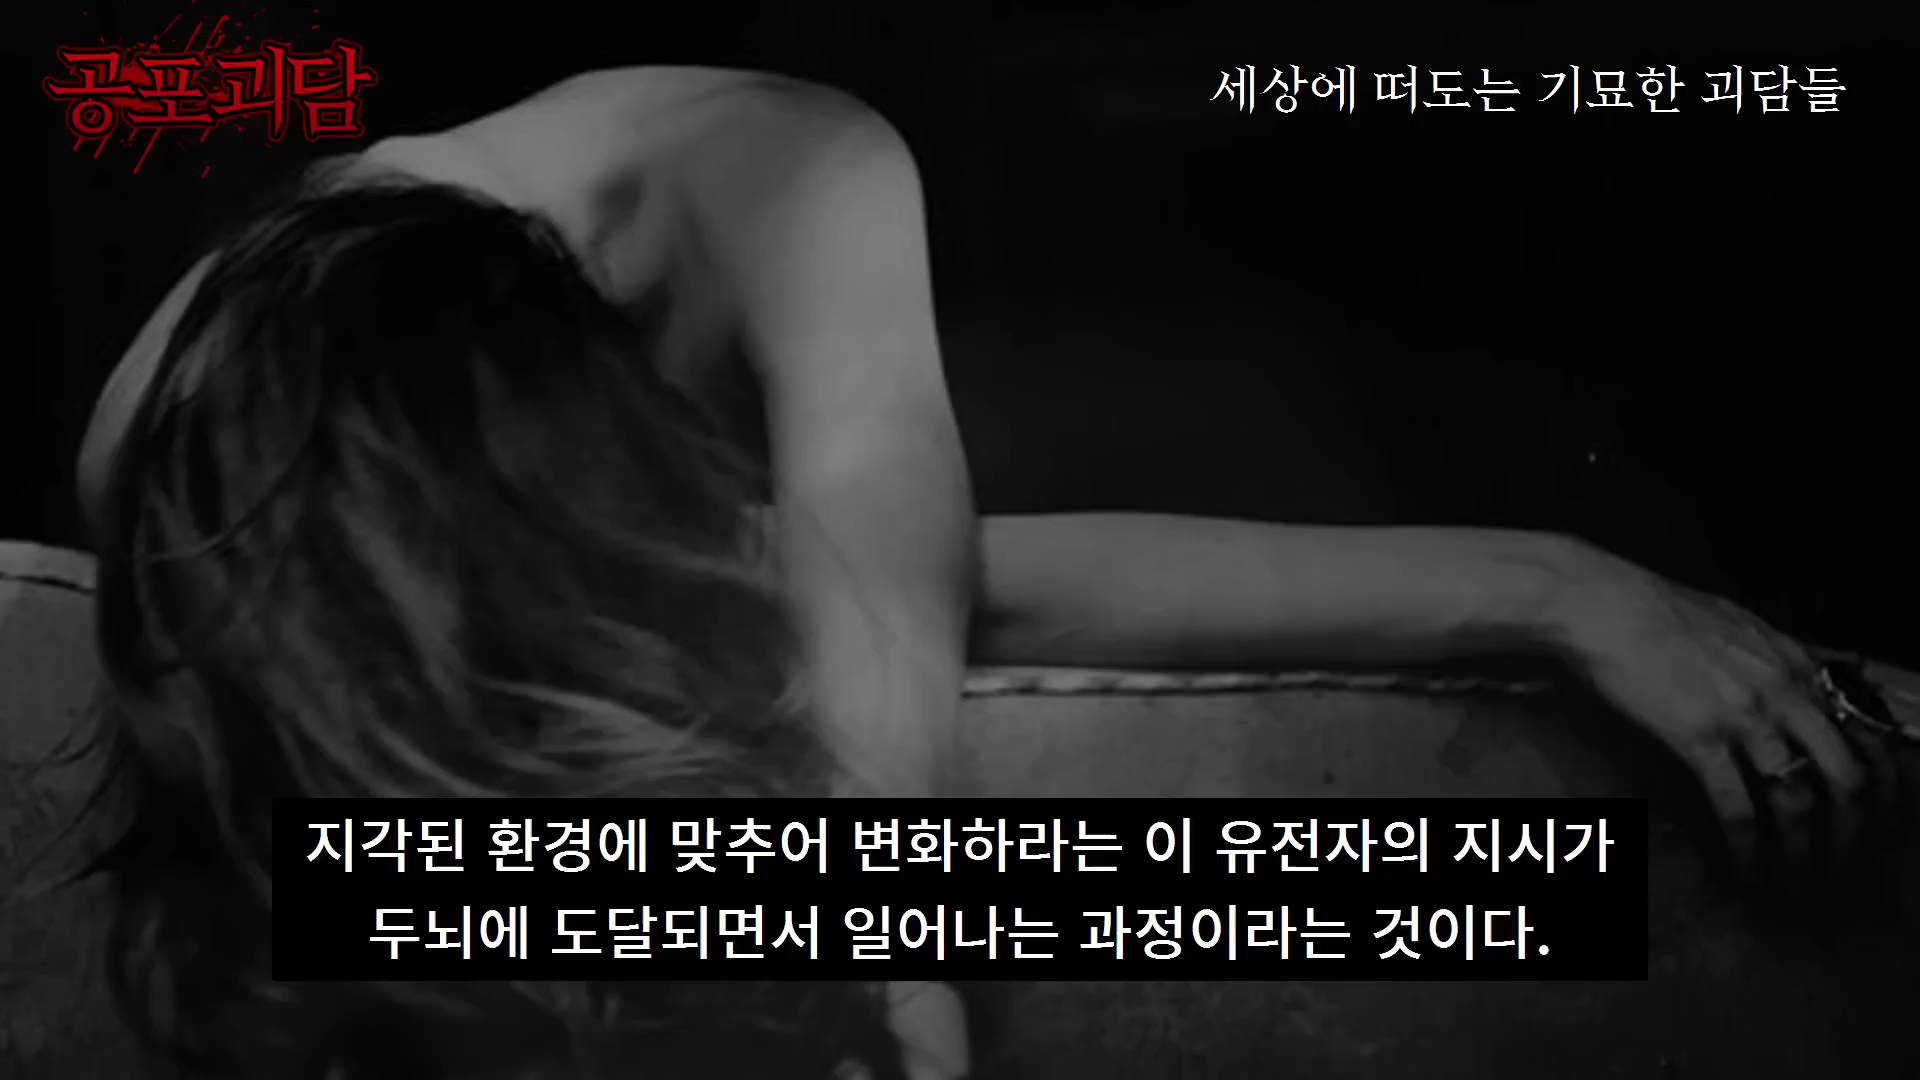 공포괴담
세상에 떠도는 기묘한 괴담들
지각된 환경에 맞추어 변화하라는 이 유전자의 지시가
두뇌에 도달되면서 일어나는 과정이라는 것이다.